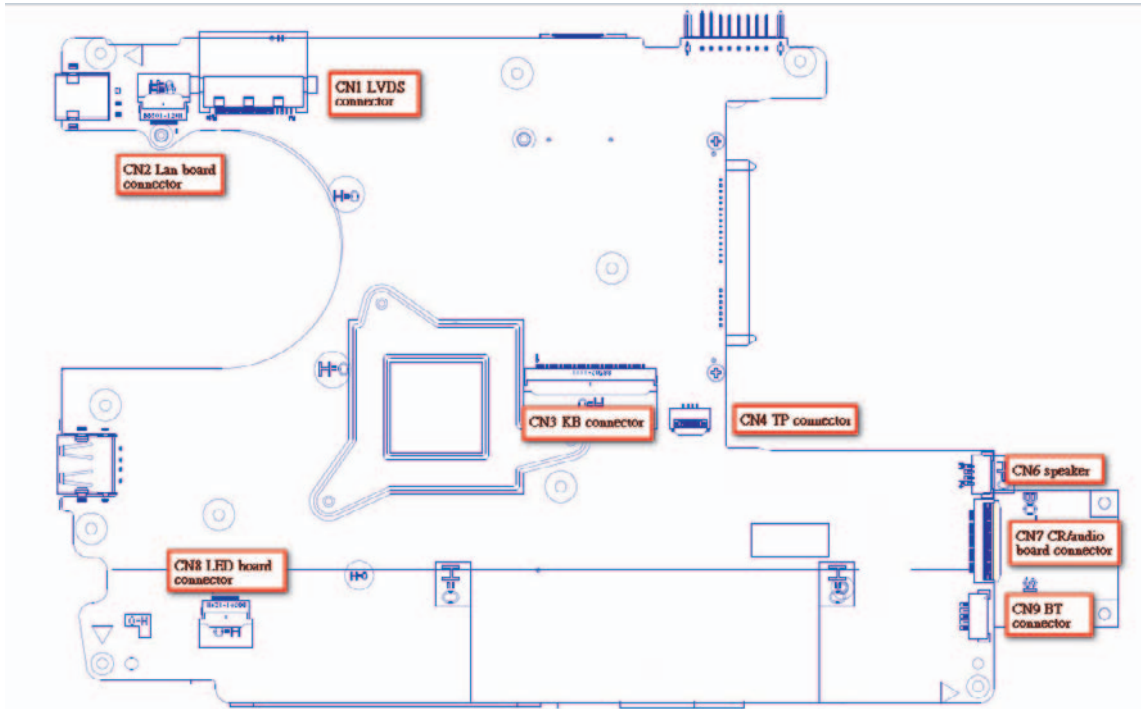 CN1 LVDS
connector
CN2 Lan board
connector
CN3 KB connector
CN4 TP connector
CN6 speaker
CN7 CR/audio
board connector
CN8 LED board
connector
CN9 BT
connector